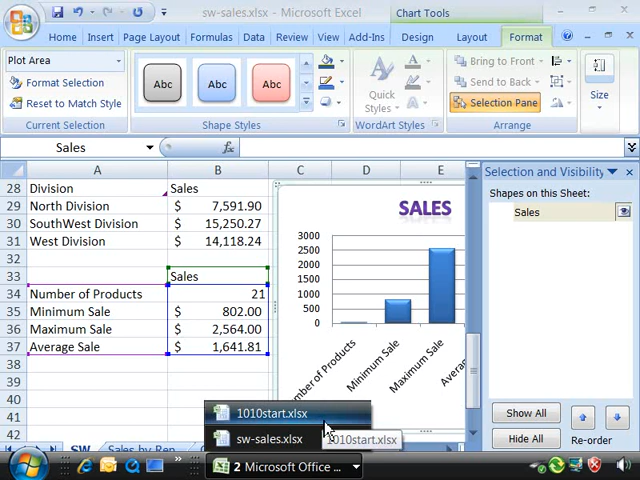 sw-sales.xlsx - Microsoft Excel
Chart Tools
Home
Insert
Page Layout
Formulas
Data
Review
View
Add-Ins
Design
Layout
Format
Plot Area
Format Selection
Reset to Match Style
Current Selection
Abc
Abc
Abc
Shape Styles
Quick
Styles
WordArt Styles
Bring to Front
Send to Back
Selection Pane
Arrange
Size
Sales
fx
A
B
C
D
E
28 Division Sales
29 North Division $ 7,591.90
30 SouthWest Division $ 15,250.27
31 West Division $ 14,118.24
32
33 Sales
34 Number of Products 21
35 Minimum Sale $ 802.00
36 Maximum Sale $ 2,564.00
37 Average Sale $ 1,641.81
38
39
40
41
42
SALES
3000
2500
2000
1500
1000
500
0
Minimum Sale
Maximum Sale
Selection and Visibility
Shapes on this Sheet:
Sales
Show All
Hide All
Re-order
SW
Sales by Rep
1010start.xlsx
sw-sales.xlsx
1010start.xlsx
2 Microsoft Office ...